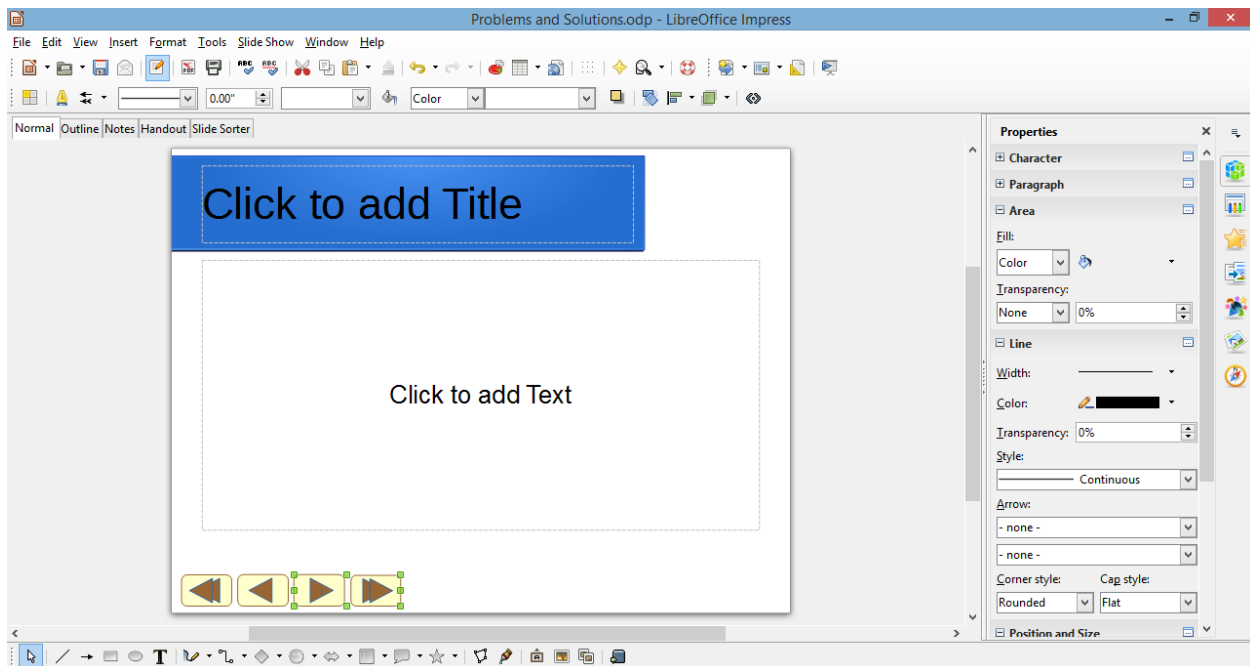 Problems and Solutions.odp - LibreOffice Impress
File Edit View Insert Format Tools Slide Show Window Help
0.00" Color
Normal Outline Notes Handout Slide Sorter
Properties
Character
Paragraph
Area
Fill:
Color
Transparency:
None 0%
Line
Width:
Color:
Transparency: 0%
Style:
Continuous
Arrow:
- none -
- none -
Corner style: Cap style:
Rounded Flat
Position and Size
Click to add Title
Click to add Text